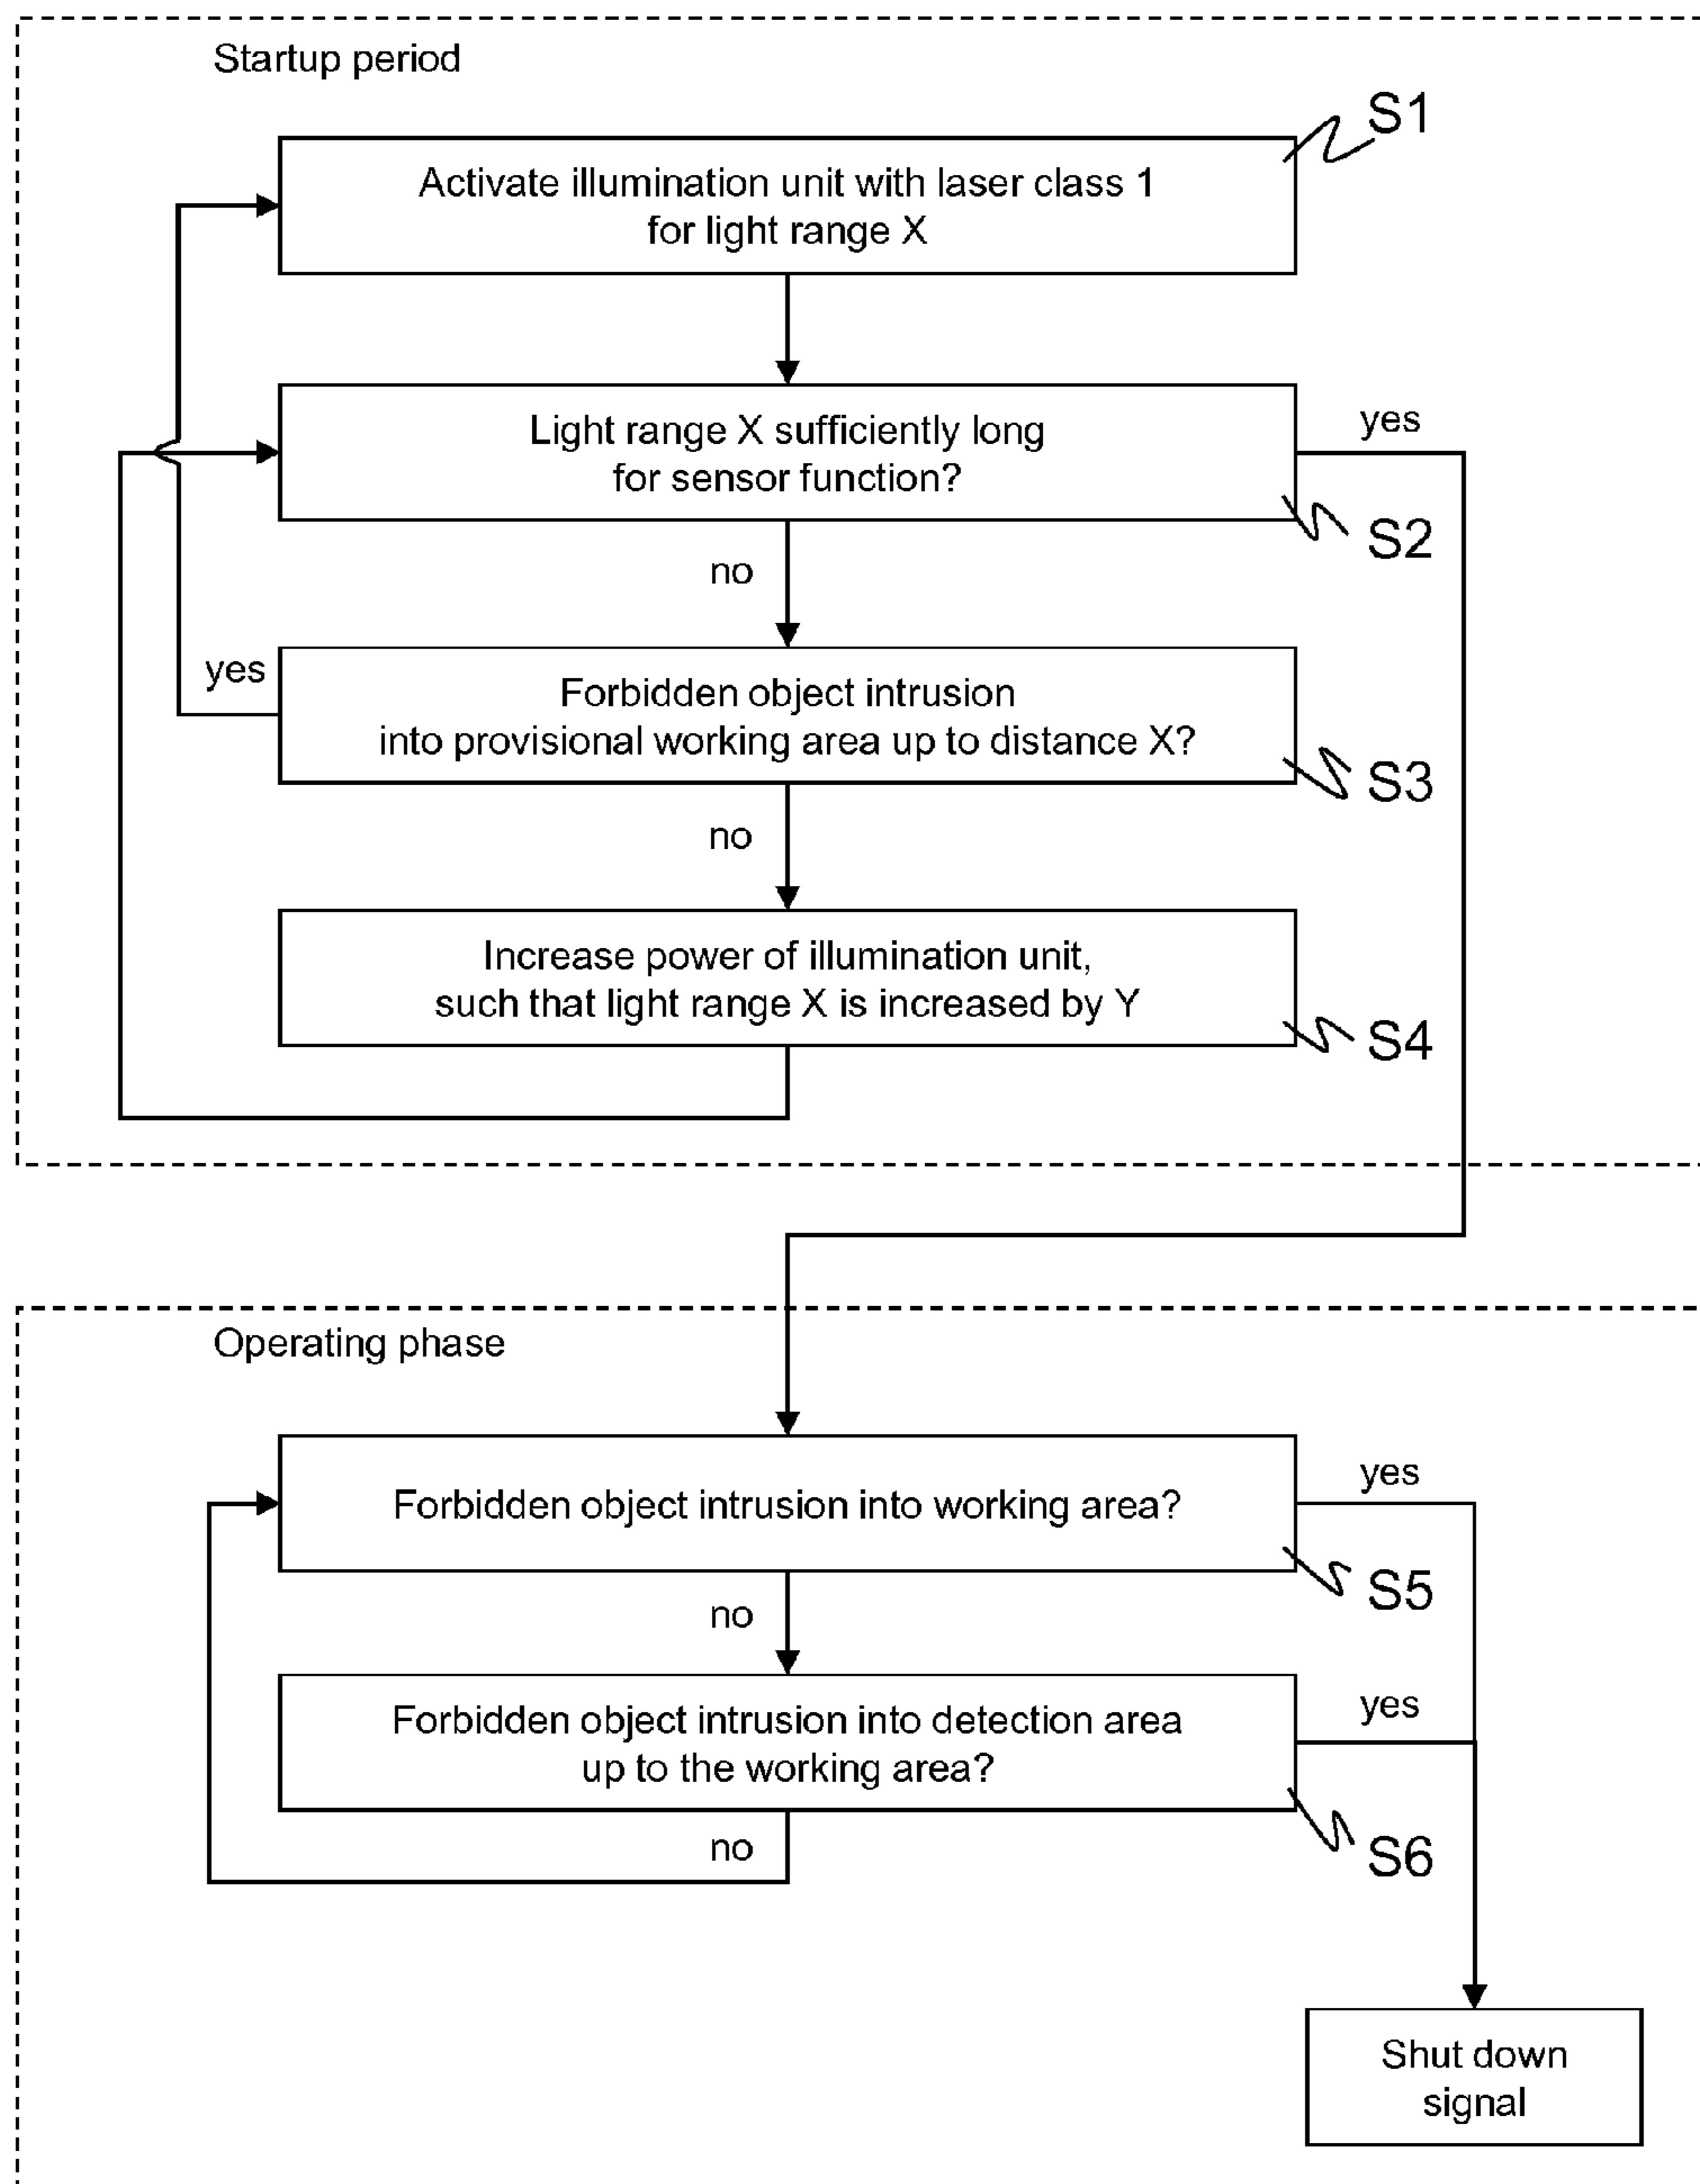 Startup period
S1
Activate illumination unit with laser class 1
for light range X
Light range X sufficiently long
for sensor function?
yes
S2
no
yes
Forbidden object intrusion
into provisional working area up to distance X?
S3
no
Increase power of illumination unit,
such that light range X is increased by Y
S4
Operating phase
Forbidden object intrusion into working area?
yes
S5
no
Forbidden object intrusion into detection area
up to the working area?
yes
S6
no
Shut down
signal